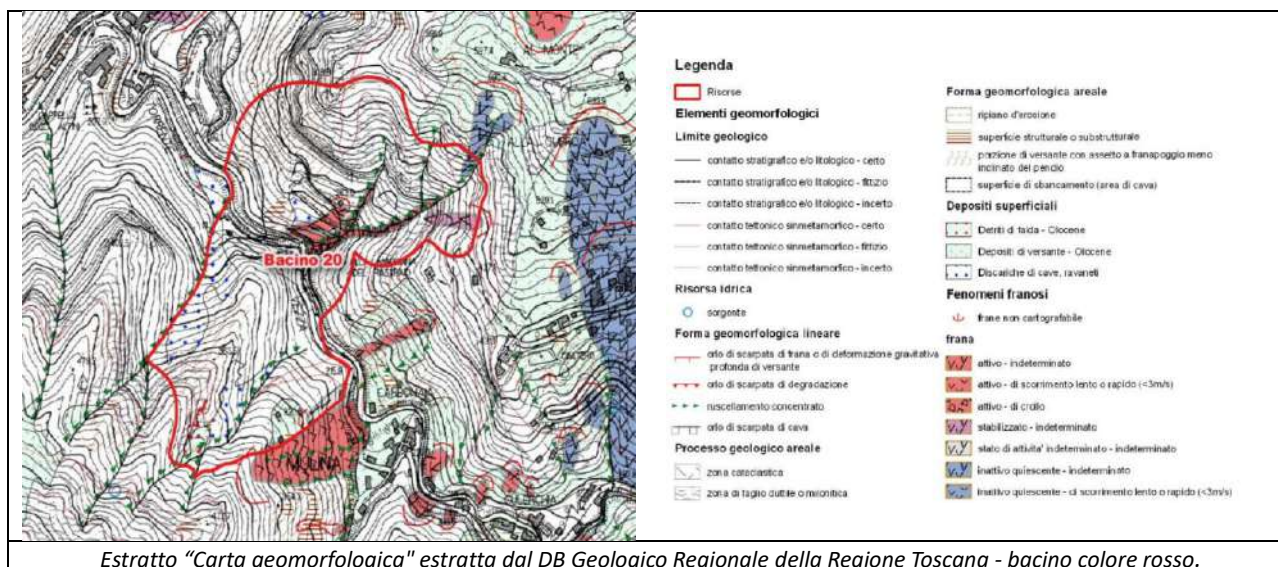 Bacino 20
MULINA
Legenda
Risorse
Elementi geomorfologici
Limite geologico
contatto stratigrafico e/o litologico - certo
contatto stratigrafico e/o litologico - fittizio
contatto stratigrafico e/o litologico - incerto
contatto tettonico sinmetamorfico - certo
contatto tettonico sinmetamorfico - fittizio
contatto tettonico sinmetamorfico - incerto
Risorsa idrica
sorgente
Forma geomorfologica lineare
orlo di scarpata di frana o di deformazione gravitativa
profonda di versante
orlo di scarpata di degradazione
ruscellamento concentrato
orlo di scarpata di cava
Processo geologico areale
zona cataclastica
zona di taglio duttile o milonitica
Forma geomorfologica areale
ripiano d'erosione
superficie strutturale o substrutturale
porzione di versante con assetto a franapoggio meno
inclinato del pendio
superficie di sbancamento (area di cava)
Depositi superficiali
Detriti di falda - Olocene
Depositi di versante - Olocene
Discariche di cave, ravaneti
Fenomeni franosi
frane non cartografabile
frana
attivo - indeterminato
attivo - di scorrimento lento o rapido (<3m/s)
attivo - di crollo
stabilizzato - indeterminato
stato di attivita' indeterminato - indeterminato
inattivo quiescente - indeterminato
inattivo quiescente - di scorrimento lento o rapido (<3m/s)
Estratto “Carta geomorfologica" estratta dal DB Geologico Regionale della Regione Toscana - bacino colore rosso.